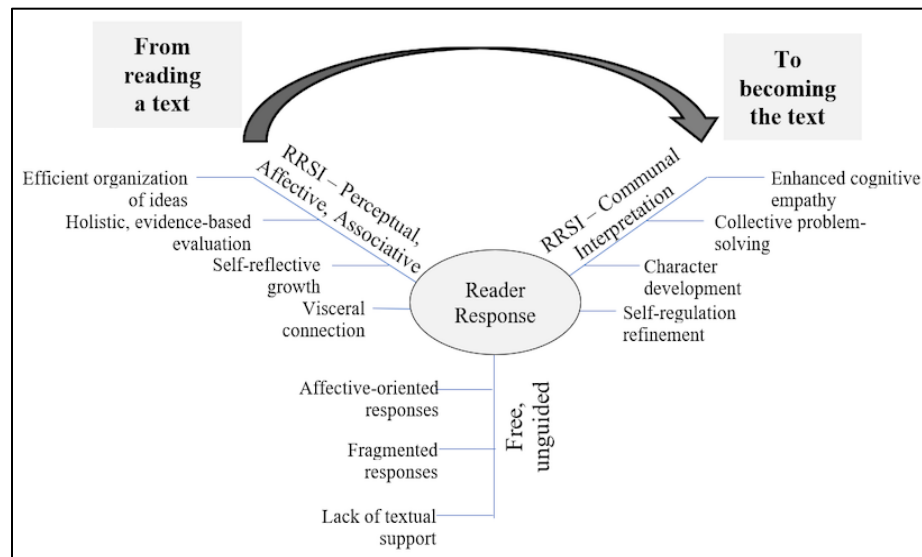 From
reading
a text
To
becoming
the text
RRSI – Perceptual,
Affective, Associative
Efficient organization
of ideas
Holistic, evidence-based
evaluation
Self-reflective
growth
Visceral
connection
RRSI – Communal
Interpretation
Enhanced cognitive
empathy
Collective problem-
solving
Character
development
Self-regulation
refinement
Reader
Response
Free,
unguided
Affective-oriented
responses
Fragmented
responses
Lack of textual
support